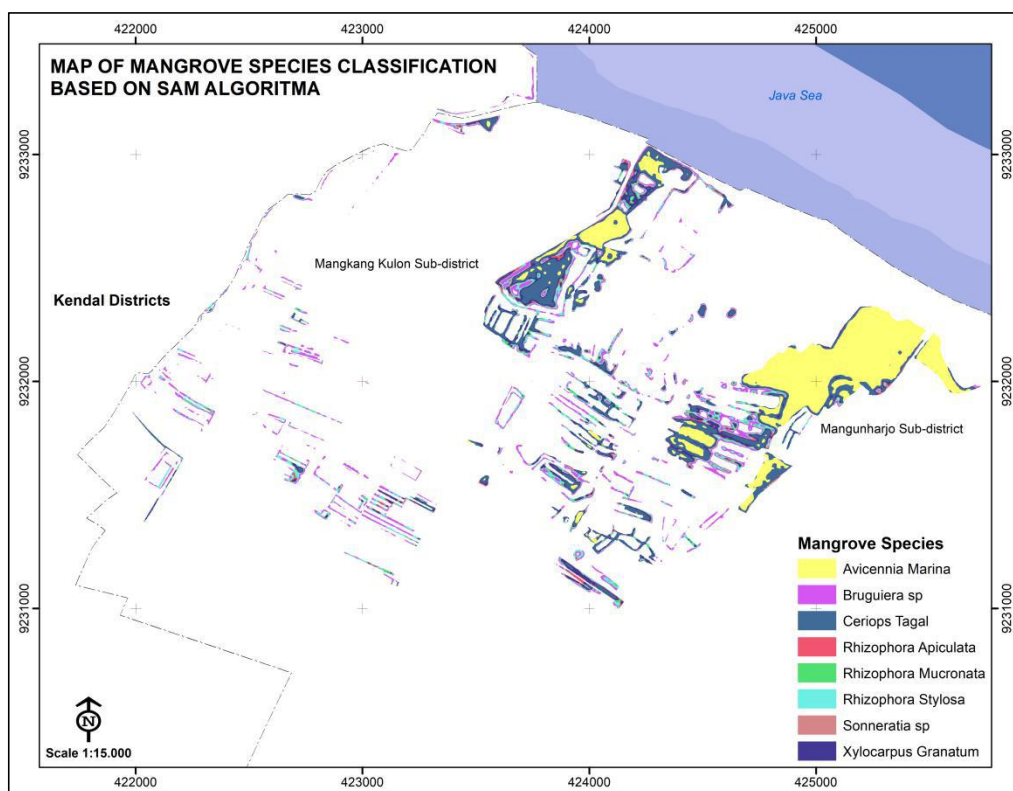 422000 423000 424000 425000
MAP OF MANGROVE SPECIES CLASSIFICATION
BASED ON SAM ALGORITMA
Java Sea
9233000 9233000
Mangkang Kulon Sub-district
Kendal Districts
9232000 9232000
Mangunharjo Sub-district
Mangrove Species
Avicennia Marina
Bruguiera sp
9231000 9231000
Ceriops Tagal
Rhizophora Apiculata
Rhizophora Mucronata
Rhizophora Stylosa
Sonneratia sp
Xylocarpus Granatum
N
Scale 1:15.000
422000 423000 424000 425000